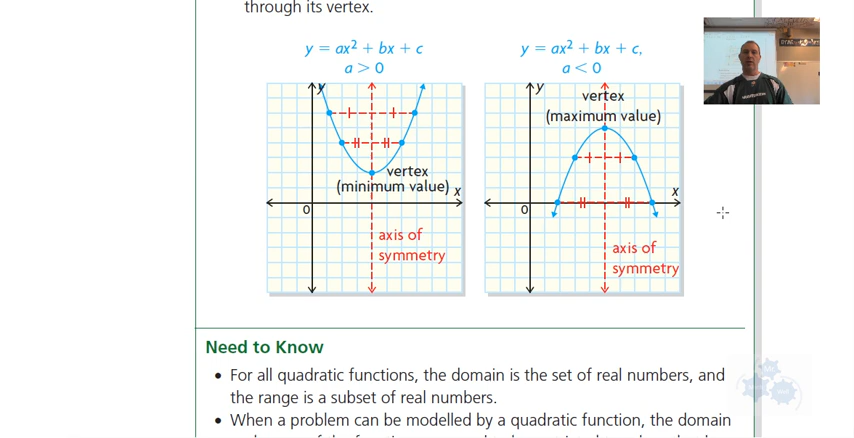 through its vertex.
y = ax² + bx + c
a > 0
y = ax² + bx + c,
a < 0
y
vertex
(minimum value)
x
0
axis of
symmetry
y
vertex
(maximum value)
x
0
axis of
symmetry
Need to Know
• For all quadratic functions, the domain is the set of real numbers, and
the range is a subset of real numbers.
• When a problem can be modelled by a quadratic function, the domain